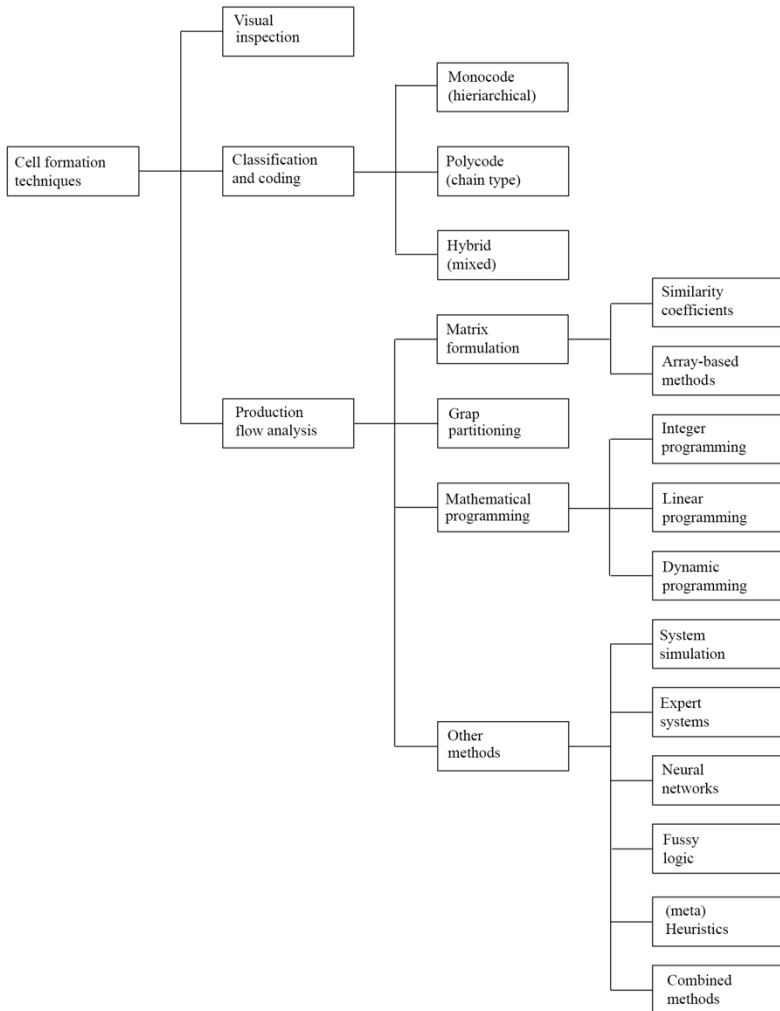 Visual
inspection
Monocode
(hieriarchical)
Cell formation
techniques
Classification
and coding
Polycode
(chain type)
Hybrid
(mixed)
Similarity
coefficients
Matrix
formulation
Array-based
methods
Production
flow analysis
Grap
partitioning
Integer
programming
Mathematical
programming
Linear
programming
Dynamic
programming
System
simulation
Expert
systems
Other
methods
Neural
networks
Fussy
logic
(meta)
Heuristics
Combined
methods